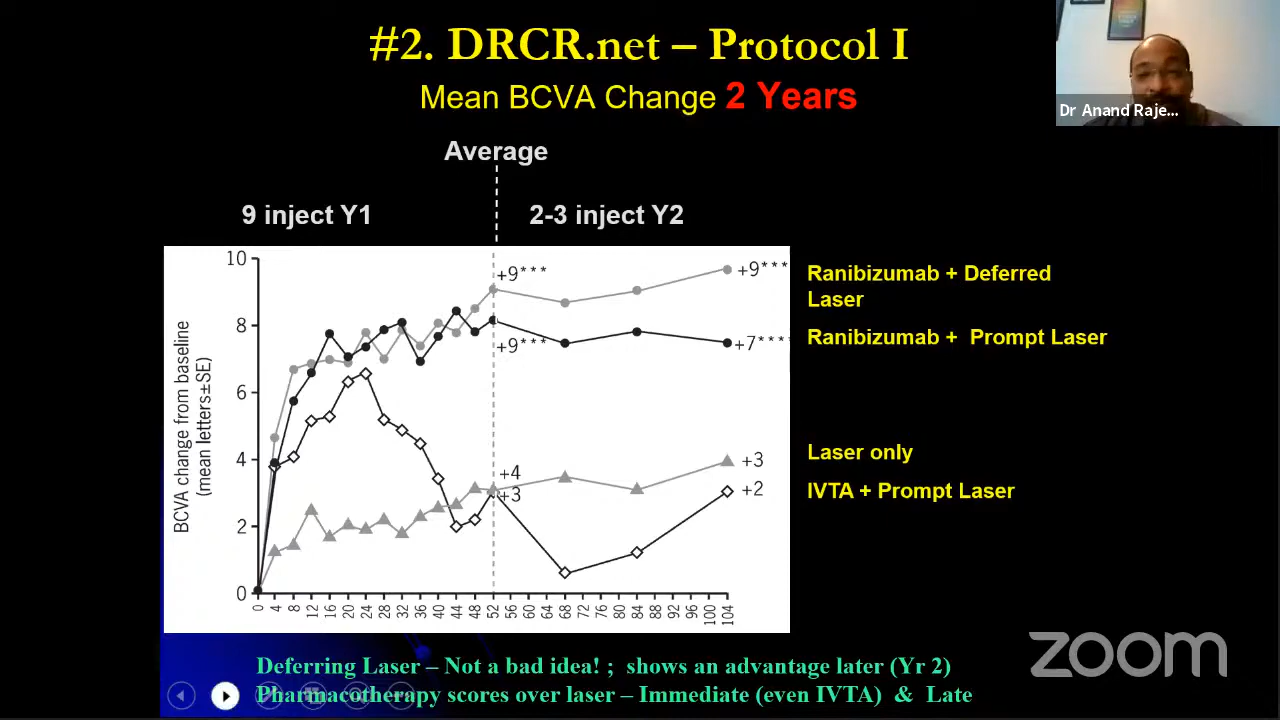 #2. DRCR.net – Protocol I
Mean BCVA Change 2 Years
Dr Anand Raje...
Average
9 inject Y1
2-3 inject Y2
BCVA change from baseline
(mean letters±SE)
10
8
6
4
2
0
+9***
+9***
+9***
+7****
+4
+3
+3
+2
0 4 8 12 16 20 24 28 32 36 40 44 48 52 56 60 64 68 72 76 80 84 88 92 96 100 104
Ranibizumab + Deferred
Laser
Ranibizumab + Prompt Laser
Laser only
IVTA + Prompt Laser
Deferring Laser – Not a bad idea! ; shows an advantage later (Yr 2)
Pharmacotherapy scores over laser – Immediate (even IVTA) & Late
zoom